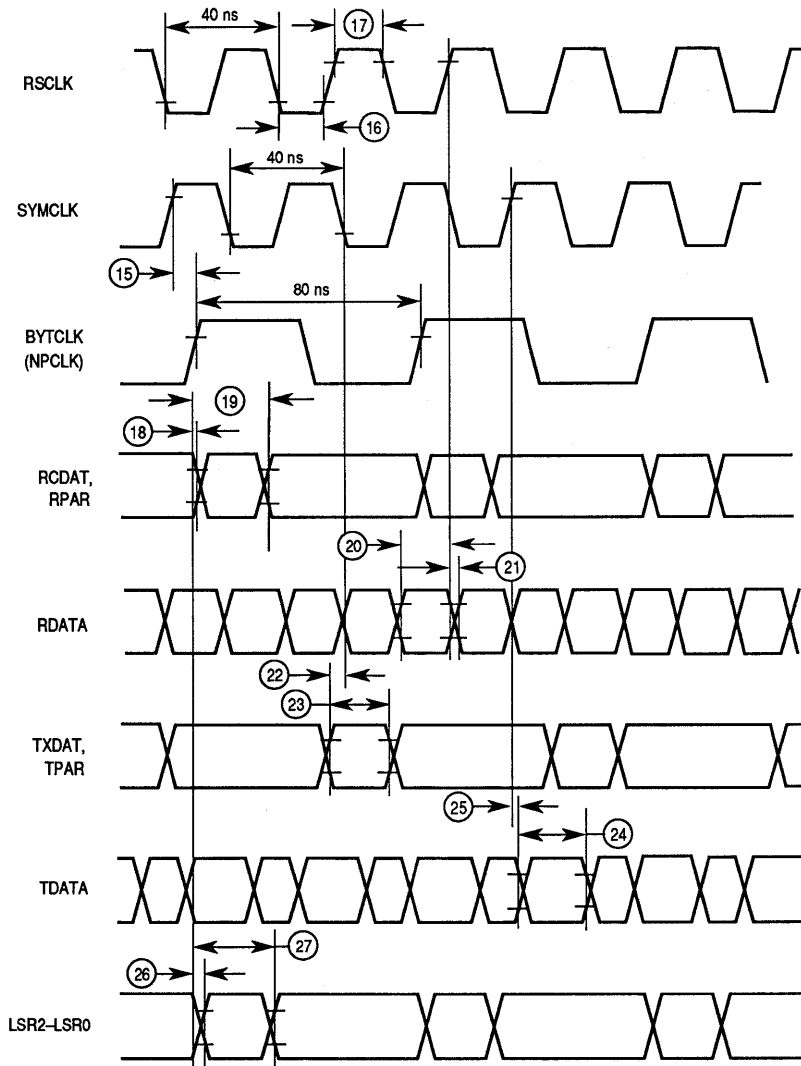 40 ns
17
RSCLK
16
40 ns
SYMCLK
15
80 ns
BYTCLK
(NPCLK)
19
18
RCDAT,
RPAR
20
21
RDATA
22
23
TXDAT,
TPAR
25
24
TDATA
27
26
LSR2–LSR0